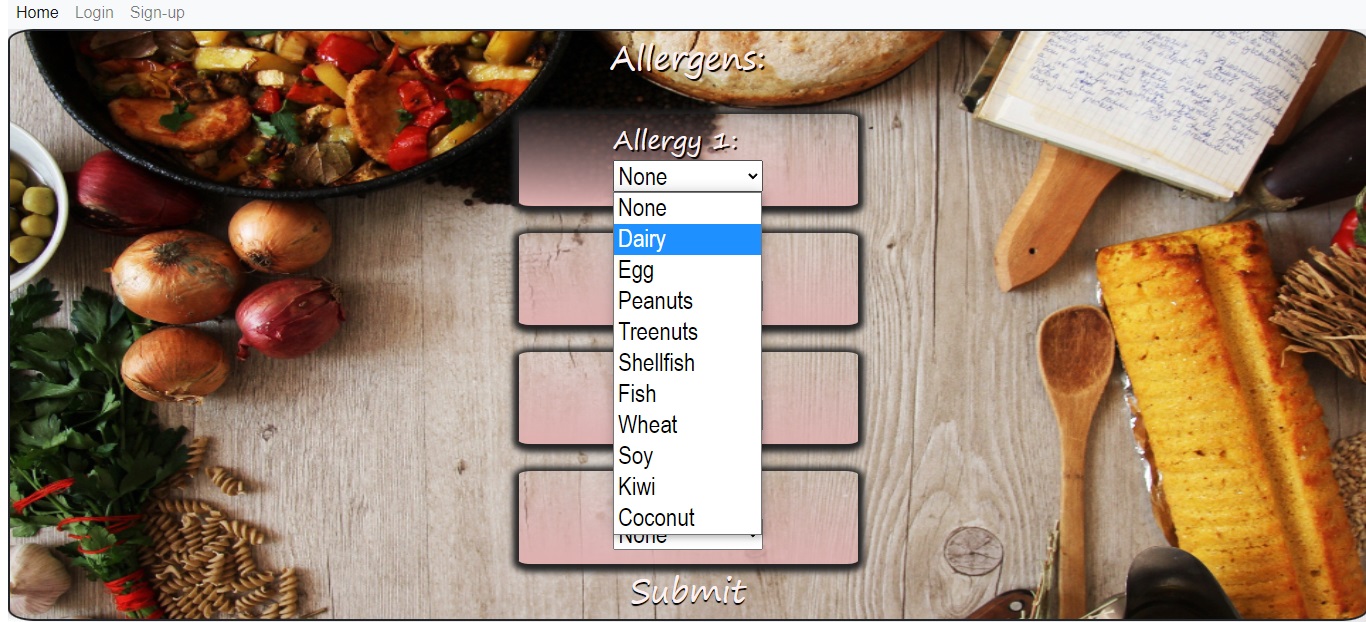 Home Login Sign-up
Allergens:
Allergy 1:
None
None
Dairy
Egg
Peanuts
Treenuts
Shellfish
Fish
Wheat
Soy
Kiwi
Coconut
None
Submit